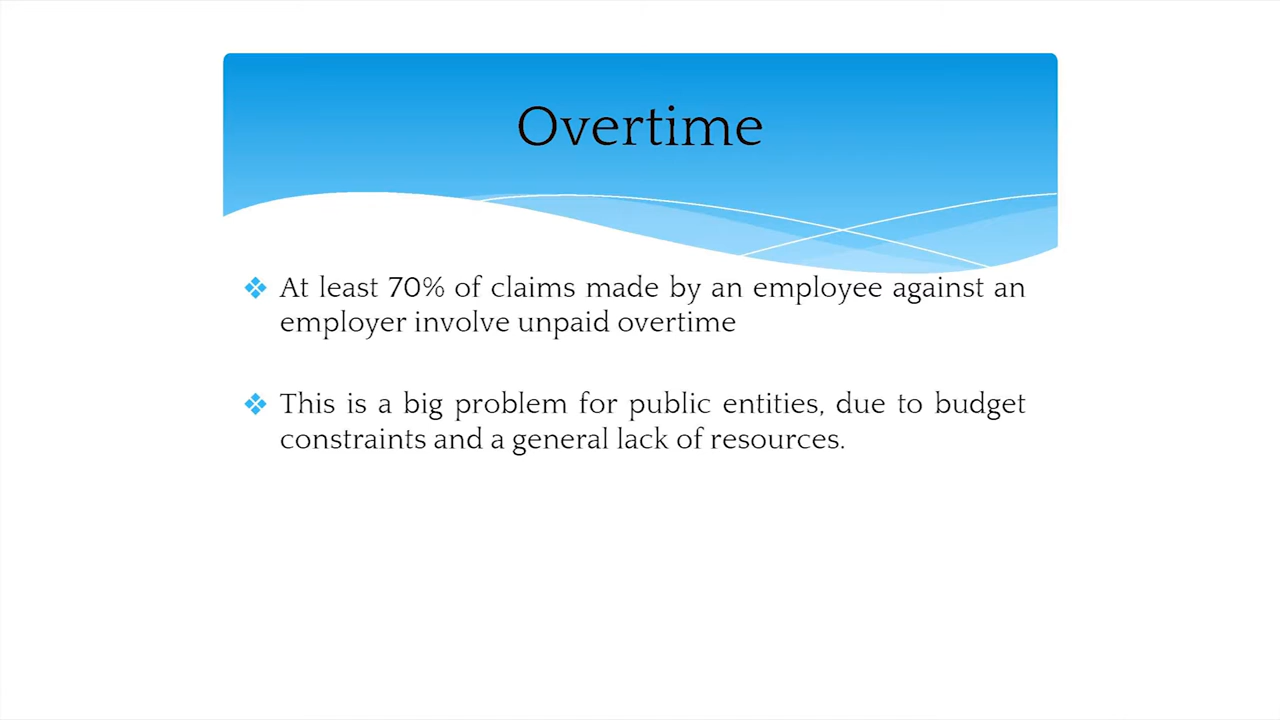 Overtime
At least 70% of claims made by an employee against an
employer involve unpaid overtime
This is a big problem for public entities, due to budget
constraints and a general lack of resources.